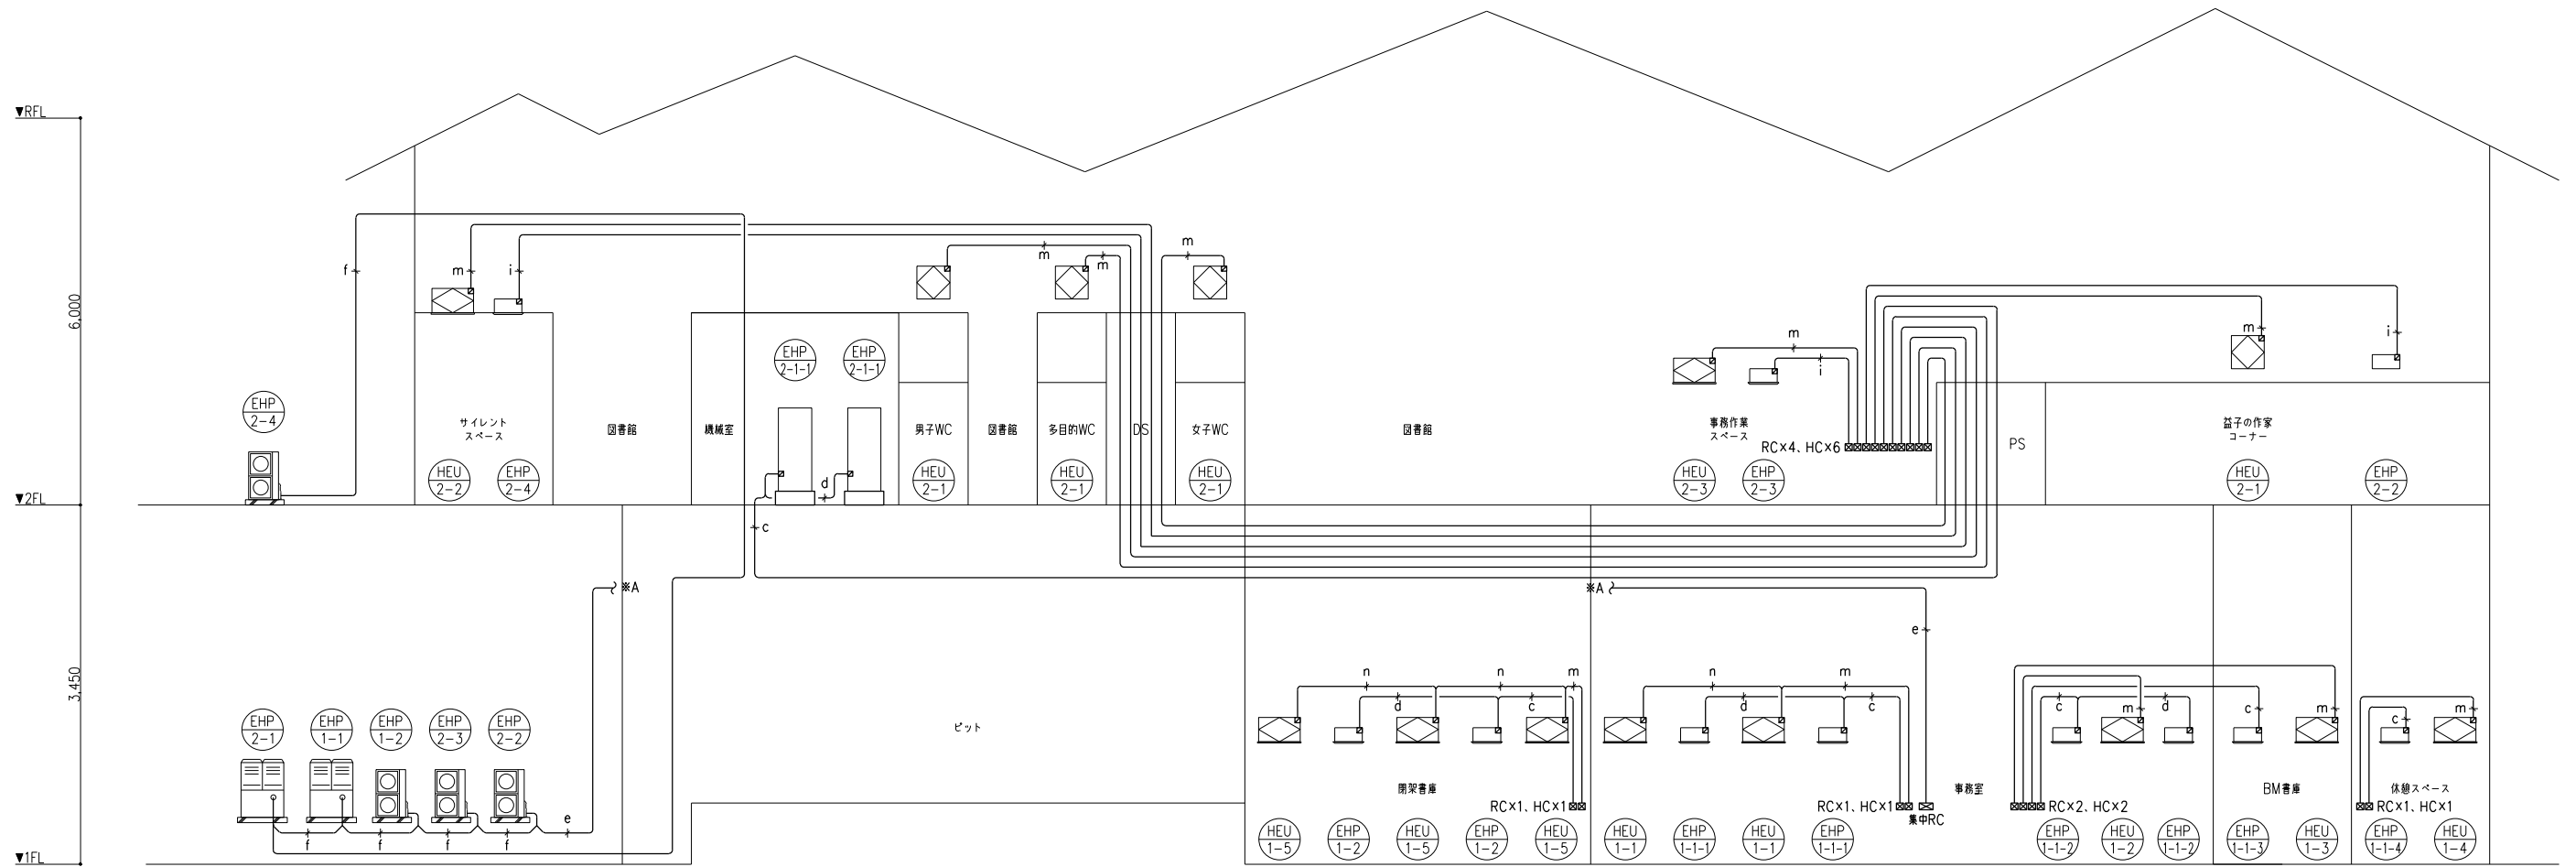 ▼RFL
6,000
f
m
i
m
m
m
m
i
m
i
EHP
2-1-1
EHP
2-1-1
EHP
2-4
サイレント
スペース
図書館
機械室
男子WC
図書館
多目的WC
DS
女子WC
図書館
事務作業
スペース
RC×4、HC×6
PS
益子の作家
コーナー
d
HEU
2-2
EHP
2-4
HEU
2-1
HEU
2-1
HEU
2-1
HEU
2-3
EHP
2-3
HEU
2-1
EHP
2-2
▼2FL
c
※A
※A
e
3,450
n
n
m
d
c
n
m
d
c
c
m
d
c
m
c
m
EHP
2-1
EHP
1-1
EHP
1-2
EHP
2-3
EHP
2-2
ピット
閉架書庫
事務室
BM書庫
休憩スペース
RC×1、HC×1
RC×1、HC×1
集中RC
RC×2、HC×2
RC×1、HC×1
e
f
f
f
f
HEU
1-5
EHP
1-2
HEU
1-5
EHP
1-2
HEU
1-5
HEU
1-1
EHP
1-1-1
HEU
1-1
EHP
1-1-1
EHP
1-1-2
HEU
1-2
EHP
1-1-2
EHP
1-1-3
HEU
1-3
EHP
1-1-4
HEU
1-4
▼1FL